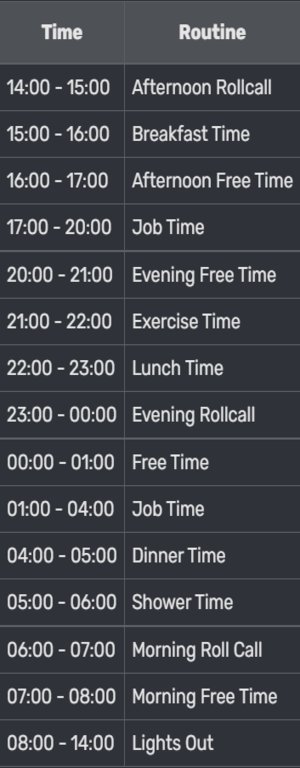 Time Routine
14:00 - 15:00 Afternoon Rollcall
15:00 - 16:00 Breakfast Time
16:00 - 17:00 Afternoon Free Time
17:00 - 20:00 Job Time
20:00 - 21:00 Evening Free Time
21:00 - 22:00 Exercise Time
22:00 - 23:00 Lunch Time
23:00 - 00:00 Evening Rollcall
00:00 - 01:00 Free Time
01:00 - 04:00 Job Time
04:00 - 05:00 Dinner Time
05:00 - 06:00 Shower Time
06:00 - 07:00 Morning Roll Call
07:00 - 08:00 Morning Free Time
08:00 - 14:00 Lights Out